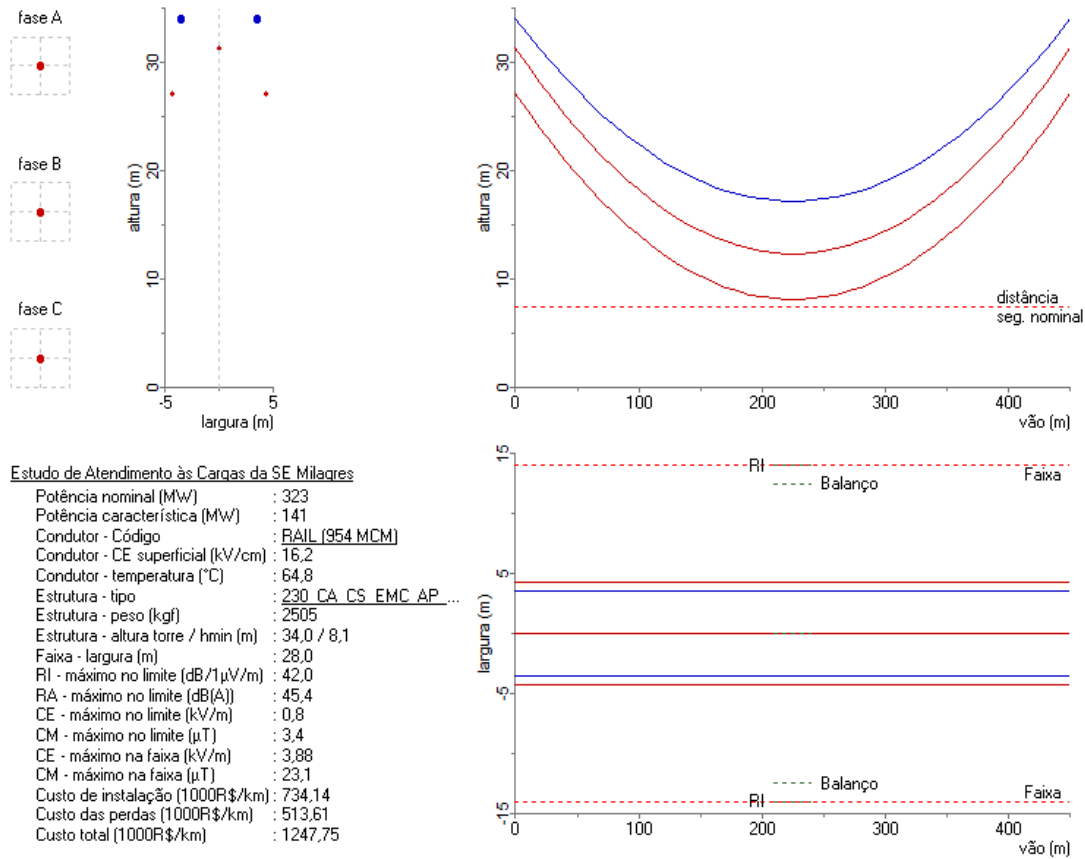 fase A
fase B
fase C
altura (m)
0
10
20
30
-5
5
largura (m)
altura (m)
0
10
20
30
distância
seg. nominal
0
100
200
300
400
vão (m)
Estudo de Atendimento às Cargas da SE Milagres
Potência nominal (MW) : 323
Potência característica (MW) : 141
Condutor - Código : RAIL (954 MCM)
Condutor - CE superficial (kV/cm) : 16,2
Condutor - temperatura (°C) : 64,8
Estrutura - tipo : 230_CA_CS_EMC_AP_...
Estrutura - peso (kgf) : 2505
Estrutura - altura torre / hmin (m) : 34,0 / 8,1
Faixa - largura (m) : 28,0
RI - máximo no limite (dB/1µV/m) : 42,0
RA - máximo no limite (dB(A)) : 45,4
CE - máximo no limite (kV/m) : 0,8
CM - máximo no limite (µT) : 3,4
CE - máximo na faixa (kV/m) : 3,88
CM - máximo na faixa (µT) : 23,1
Custo de instalação (1000R$/km) : 734,14
Custo das perdas (1000R$/km) : 513,61
Custo total (1000R$/km) : 1247,75
largura (m)
15
5
-5
-15
RI
Balanço
Faixa
Balanço
RI
Faixa
0
100
200
300
400
vão (m)